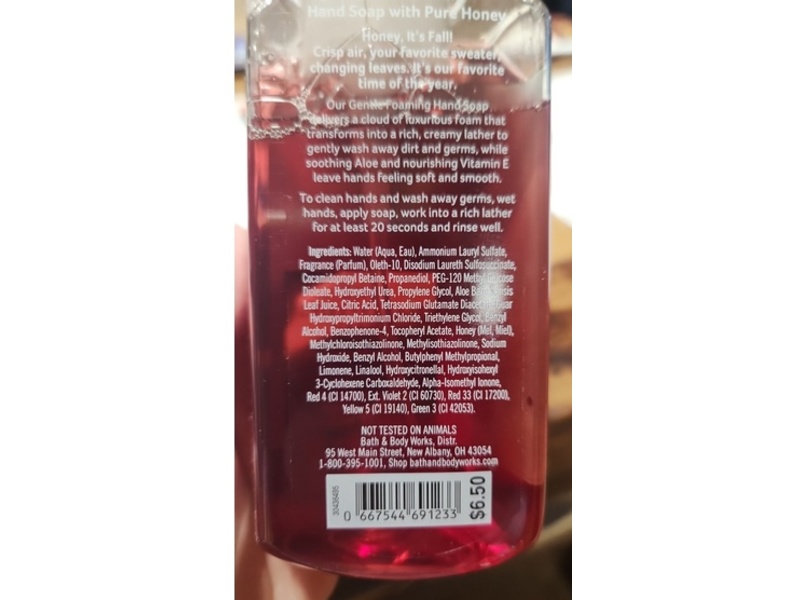 Hand Soap with Pure Honey
Honey, It's Fall!
Crisp air, your favorite sweater,
changing leaves. It's our favorite
time of the year.
Our Gentle Foaming Hand Soap
delivers a cloud of luxurious foam that
transforms into a rich, creamy lather to
gently wash away dirt and germs, while
soothing Aloe and nourishing Vitamin E
leave hands feeling soft and smooth.
To clean hands and wash away germs, wet
hands, apply soap, work into a rich lather
for at least 20 seconds and rinse well.
Ingredients: Water (Aqua, Eau), Ammonium Lauryl Sulfate,
Fragrance (Parfum), Oleth-10, Disodium Laureth Sulfosuccinate,
Cocamidopropyl Betaine, Propanediol, PEG-120 Methyl Glucose
Dioleate, Hydroxyethyl Urea, Propylene Glycol, Aloe Barbadensis
Leaf Juice, Citric Acid, Tetrasodium Glutamate Diacetate, Guar
Hydroxypropyltrimonium Chloride, Triethylene Glycol, Benzyl
Alcohol, Benzophenone-4, Tocopheryl Acetate, Honey (Mel, Miel),
Methylchloroisothiazolinone, Methylisothiazolinone, Sodium
Hydroxide, Benzyl Alcohol, Butylphenyl Methylpropional,
Limonene, Linalool, Hydroxycitronellal, Hydroxyisohexyl
3-Cyclohexene Carboxaldehyde, Alpha-Isomethyl Ionone,
Red 4 (CI 14700), Ext. Violet 2 (CI 60730), Red 33 (CI 17200),
Yellow 5 (CI 19140), Green 3 (CI 42053).
NOT TESTED ON ANIMALS
Bath & Body Works, Distr.
95 West Main Street, New Albany, OH 43054
1-800-395-1001, Shop bathandbodyworks.com
0 667544 691233
$6.50